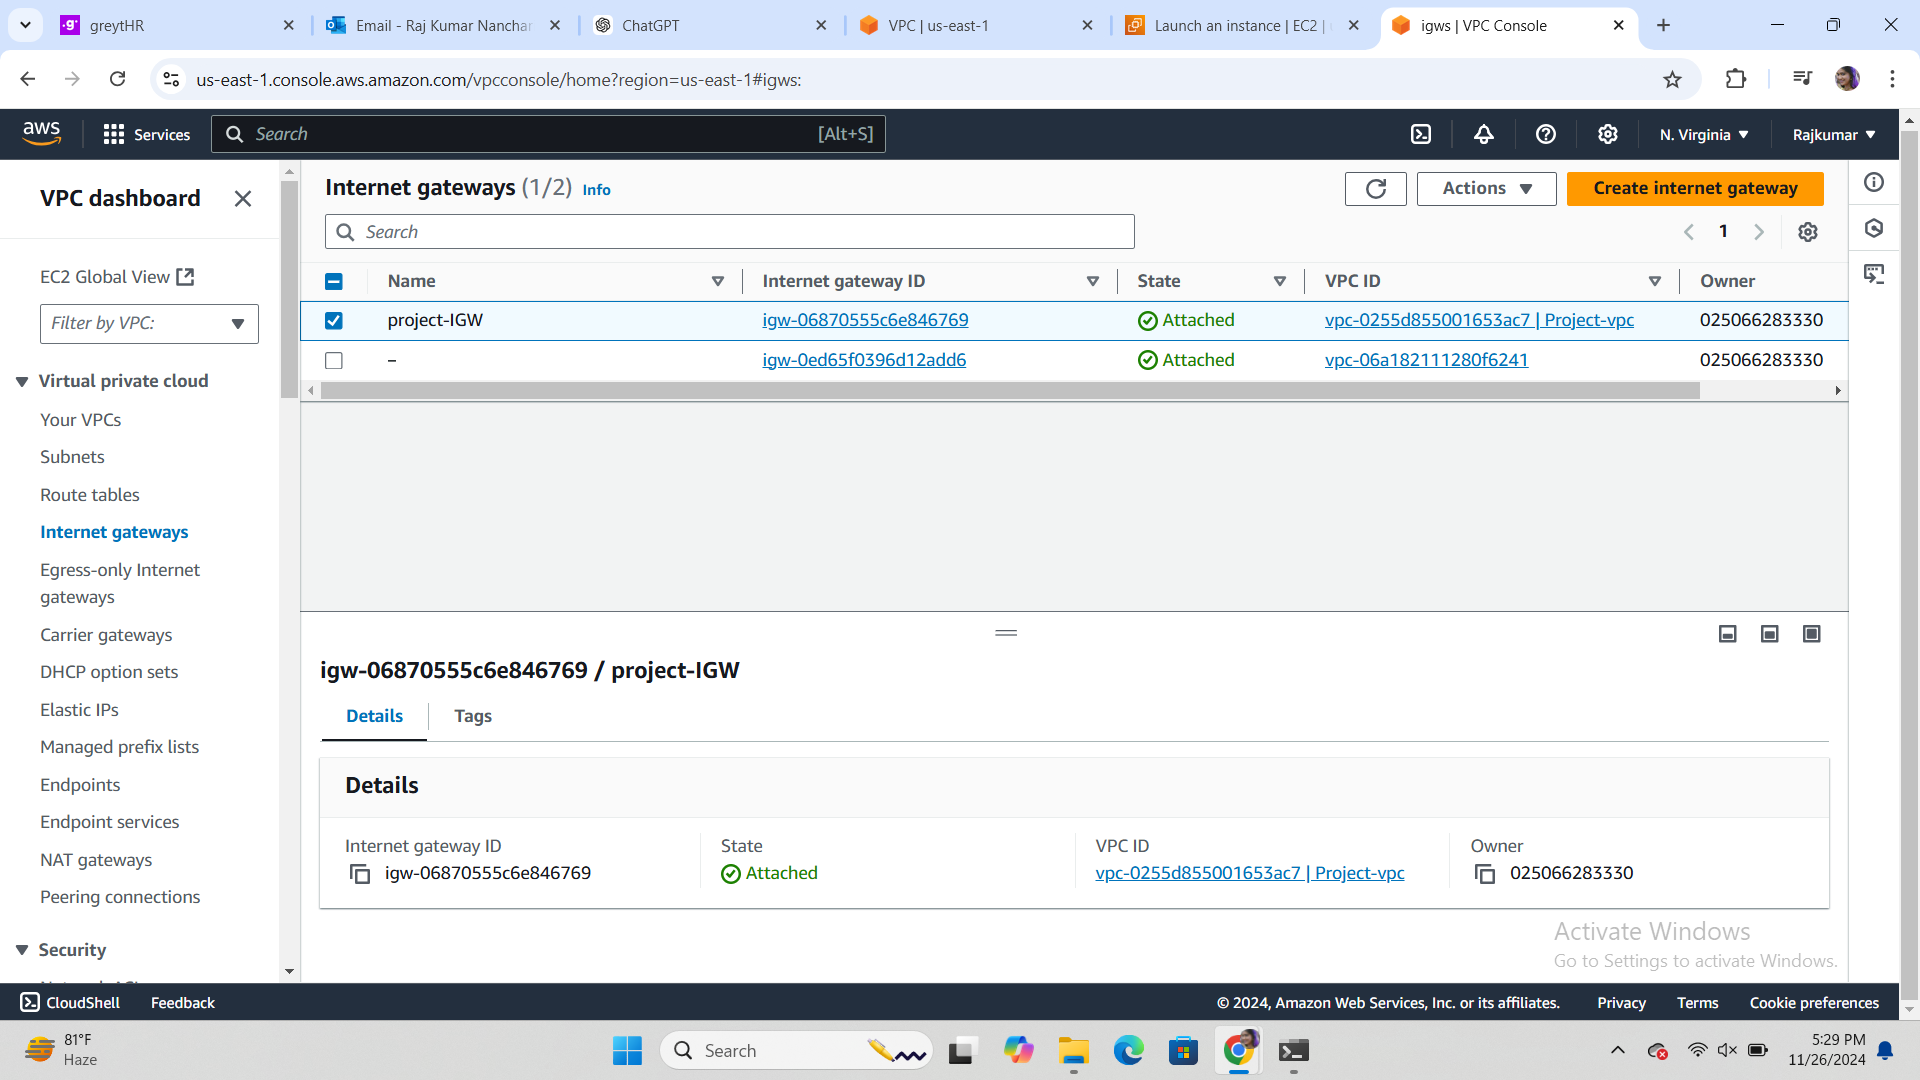 greytHR
Email - Raj Kumar Nanchar
ChatGPT
VPC | us-east-1
Launch an instance | EC2 |
igws | VPC Console
us-east-1.console.aws.amazon.com/vpcconsole/home?region=us-east-1#igws:
aws
Services
Search
[Alt+S]
N. Virginia
Rajkumar
VPC dashboard
EC2 Global View
Filter by VPC:
Virtual private cloud
Your VPCs
Subnets
Route tables
Internet gateways
Egress-only Internet
gateways
Carrier gateways
DHCP option sets
Elastic IPs
Managed prefix lists
Endpoints
Endpoint services
NAT gateways
Peering connections
Security
Internet gateways (1/2) Info
Actions
Create internet gateway
Search
1
Name Internet gateway ID State VPC ID Owner
project-IGW igw-06870555c6e846769 Attached vpc-0255d855001653ac7 | Project-vpc 025066283330
– igw-0ed65f0396d12add6 Attached vpc-06a182111280f6241 025066283330
igw-06870555c6e846769 / project-IGW
Details Tags
Details
Internet gateway ID State VPC ID Owner
igw-06870555c6e846769 Attached vpc-0255d855001653ac7 | Project-vpc 025066283330
Activate Windows
Go to Settings to activate Windows.
CloudShell Feedback © 2024, Amazon Web Services, Inc. or its affiliates. Privacy Terms Cookie preferences
81°F
Haze
Search
5:29 PM
11/26/2024